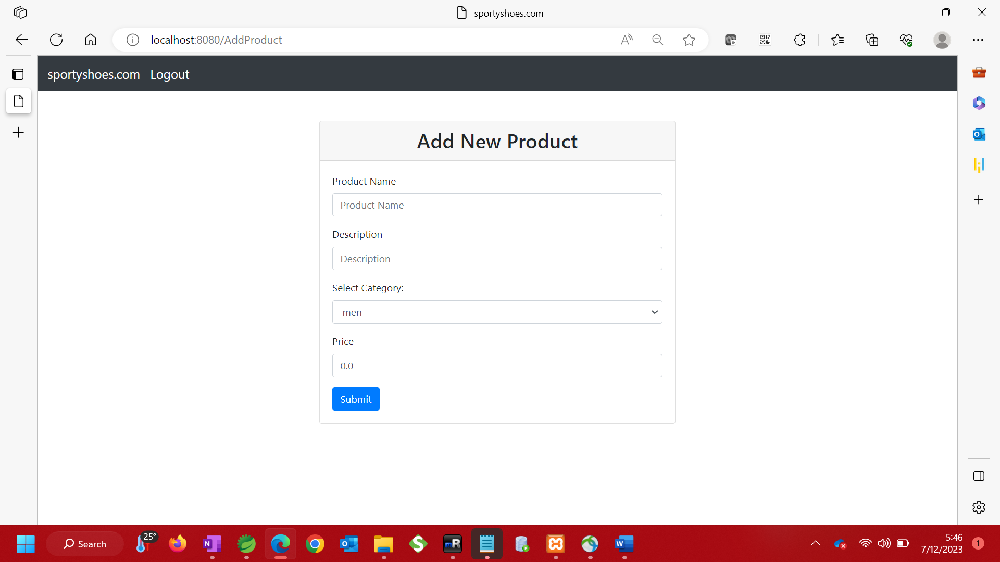 sportyshoes.com
localhost:8080/AddProduct
sportyshoes.com Logout
Add New Product
Product Name
Product Name
Description
Description
Select Category:
men
Price
0.0
Submit
25°
Search
5:46
7/12/2023
1